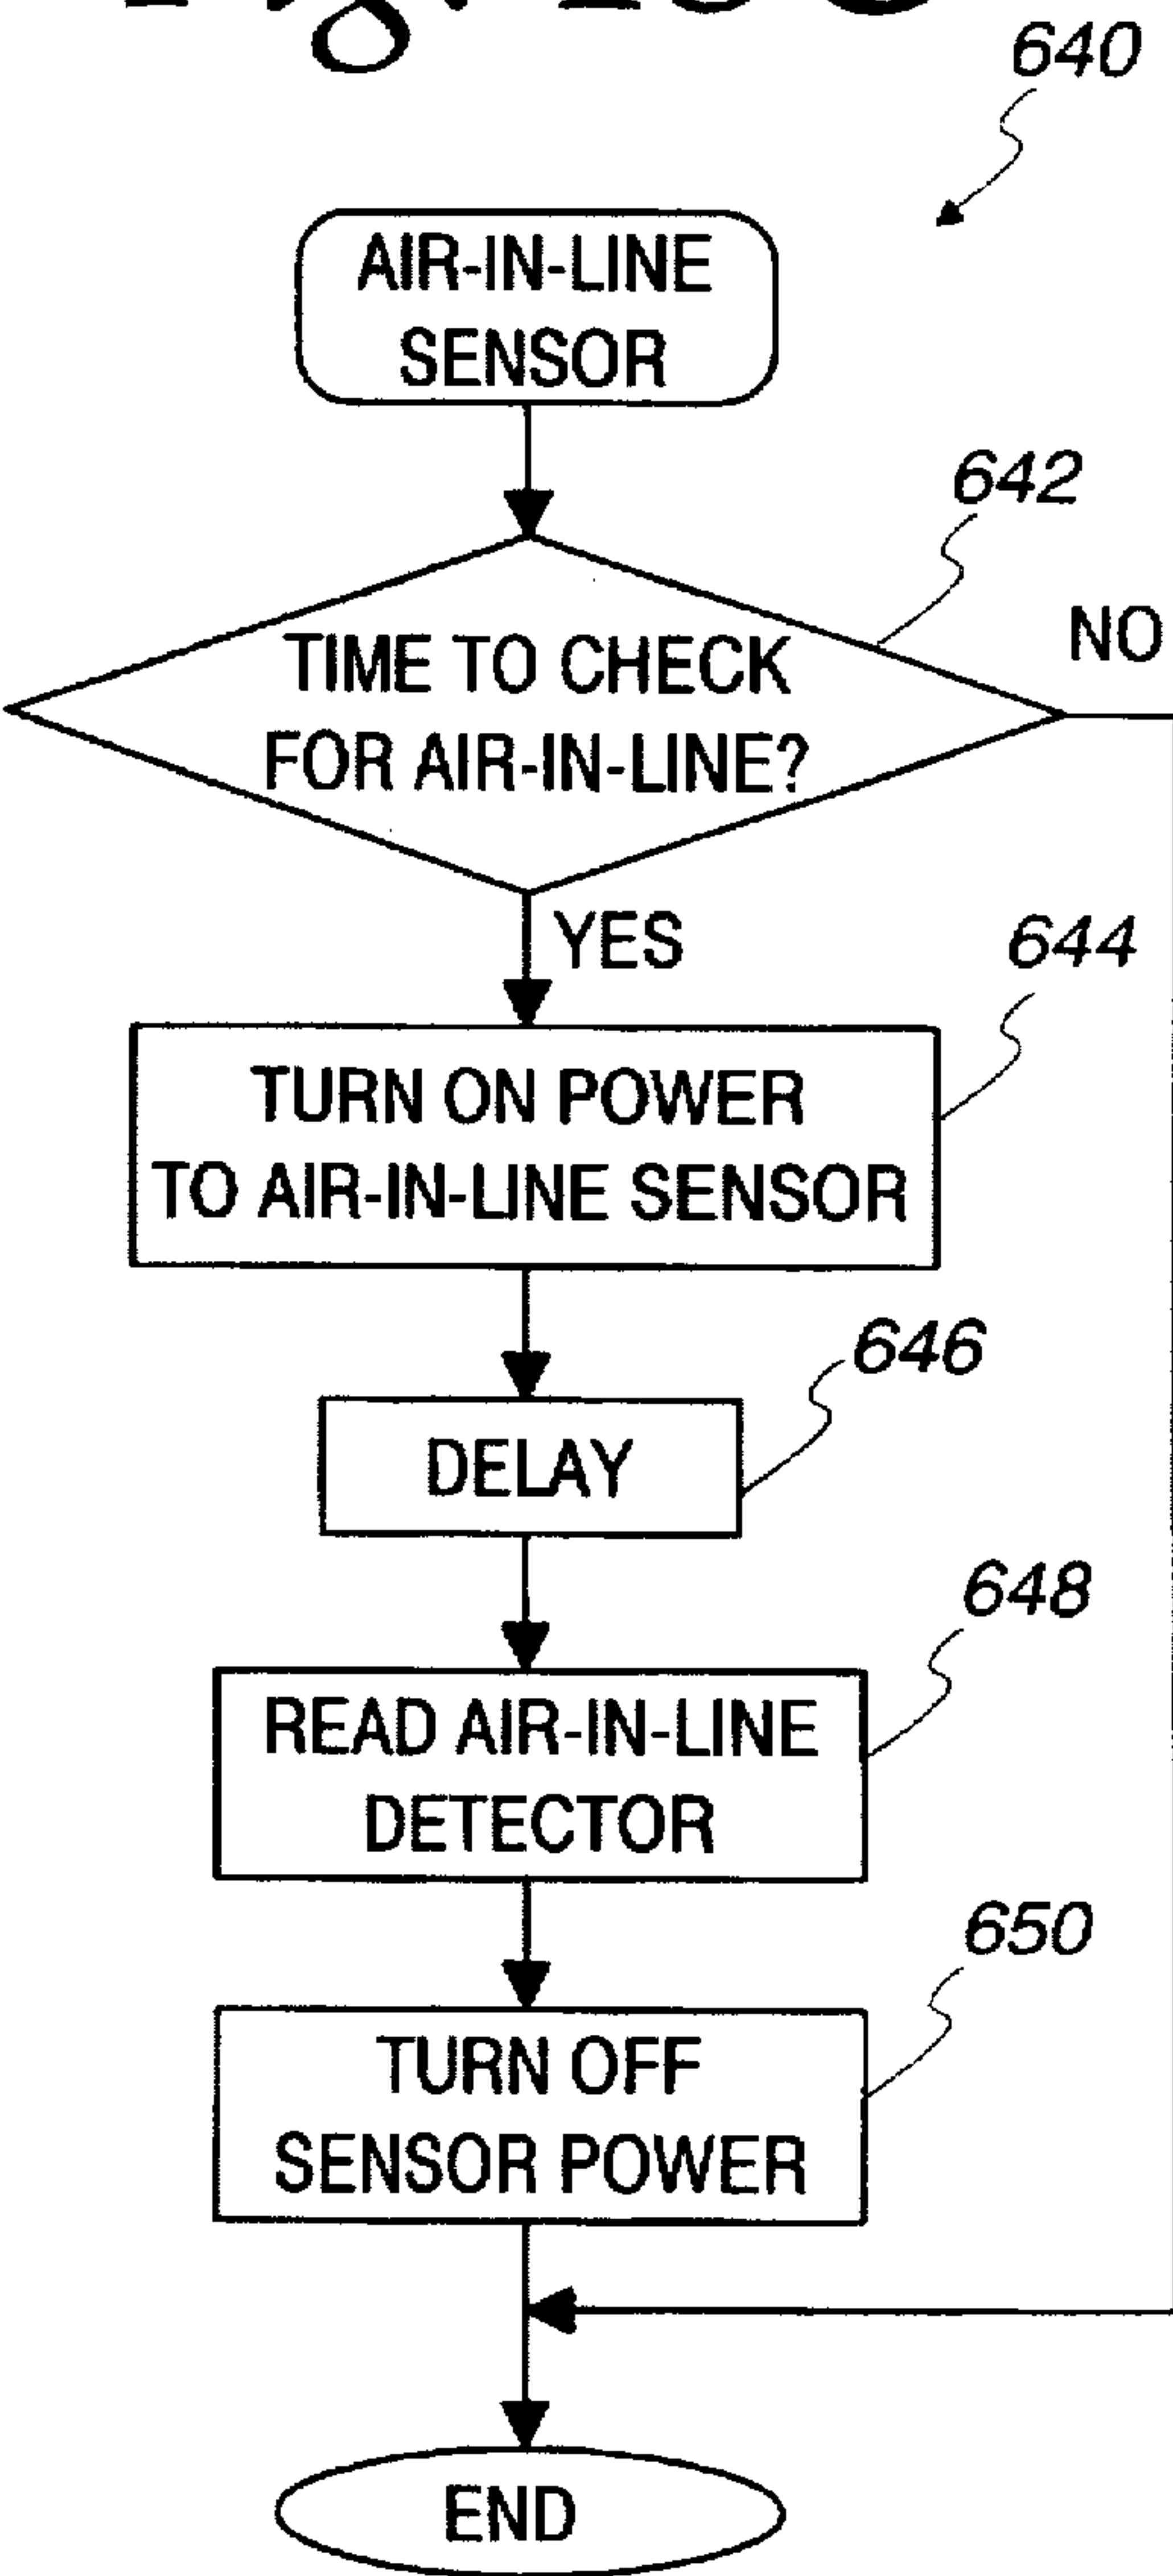 640
AIR-IN-LINE
SENSOR
642
NO
TIME TO CHECK
FOR AIR-IN-LINE?
YES
644
TURN ON POWER
TO AIR-IN-LINE SENSOR
646
DELAY
648
READ AIR-IN-LINE
DETECTOR
650
TURN OFF
SENSOR POWER
END